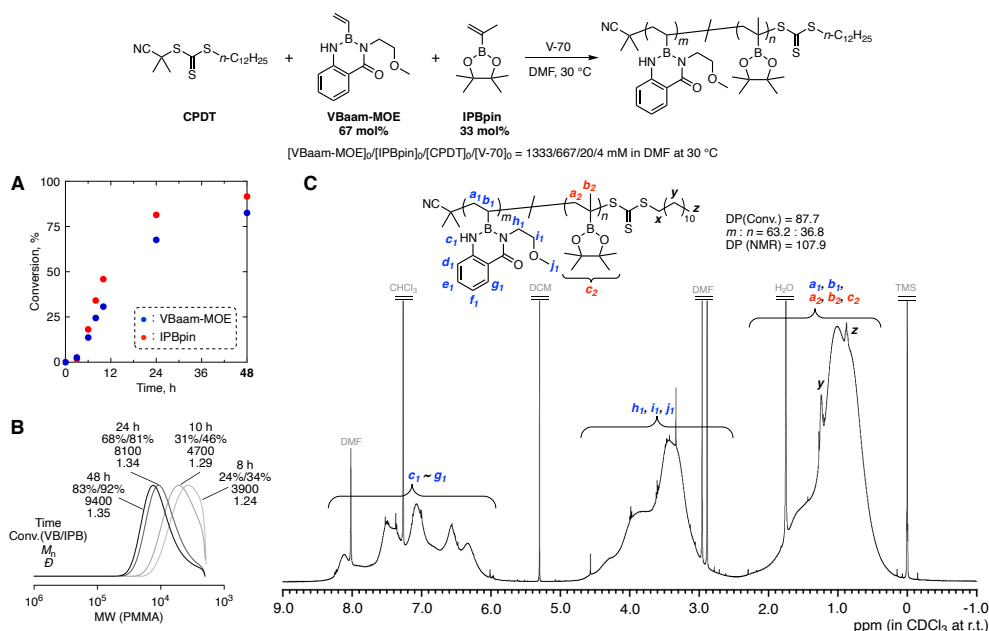 NC S S n-C12H25
S
+
HN B N
O O
+
B
O O
V-70
DMF, 30 °C
NC m n S S n-C12H25
S
HN B N
O O
B
O O
CPDT
VBaam-MOE
67 mol%
IPBpin
33 mol%
[VBaam-MOE]0/[IPBpin]0/[CPDT]0/[V-70]0 = 1333/667/20/4 mM in DMF at 30 °C
A
Conversion, %
100
75
50
25
0
0 12 24 36 48
Time, h
: VBaam-MOE
: IPBpin
B
24 h
68%/81%
8100
1.34
10 h
31%/46%
4700
1.29
48 h
83%/92%
9400
1.35
8 h
24%/34%
3900
1.24
Time
Conv.(VB/IPB)
Mn
Đ
10^6 10^5 10^4 10^3
MW (PMMA)
C
NC a1 b1 m a2 b2 n S S x y 10 z
S
c1 HN B N h1 i1
O O j1
d1 e1 f1 g1
B
O O
c2
DP(Conv.) = 87.7
m : n = 63.2 : 36.8
DP (NMR) = 107.9
CHCl3
DCM
DMF
H2O
TMS
a1, b1,
a2, b2, c2
z
y
h1, i1, j1
DMF
c1 ~ g1
9.0 8.0 7.0 6.0 5.0 4.0 3.0 2.0 1.0 0 -1.0
ppm (in CDCl3 at r.t.)